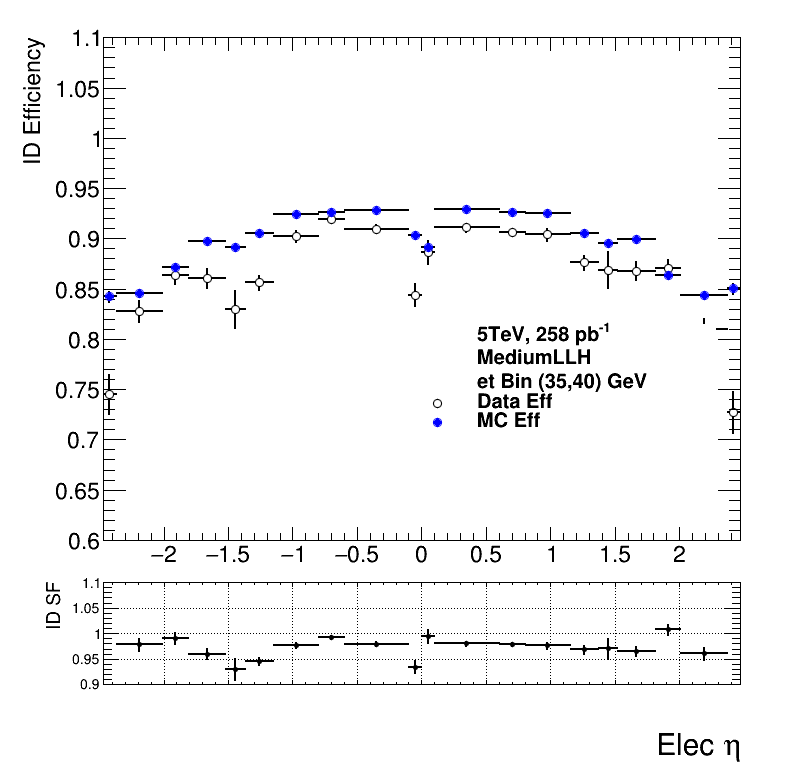 ID Efficiency
1.1
1.05
1
0.95
0.9
0.85
0.8
0.75
0.7
0.65
0.6
5TeV, 258 pb⁻¹
MediumLLH
et Bin (35,40) GeV
Data Eff
MC Eff
−2 −1.5 −1 −0.5 0 0.5 1 1.5 2
ID SF
1.1
1.05
1
0.95
0.9
Elec η